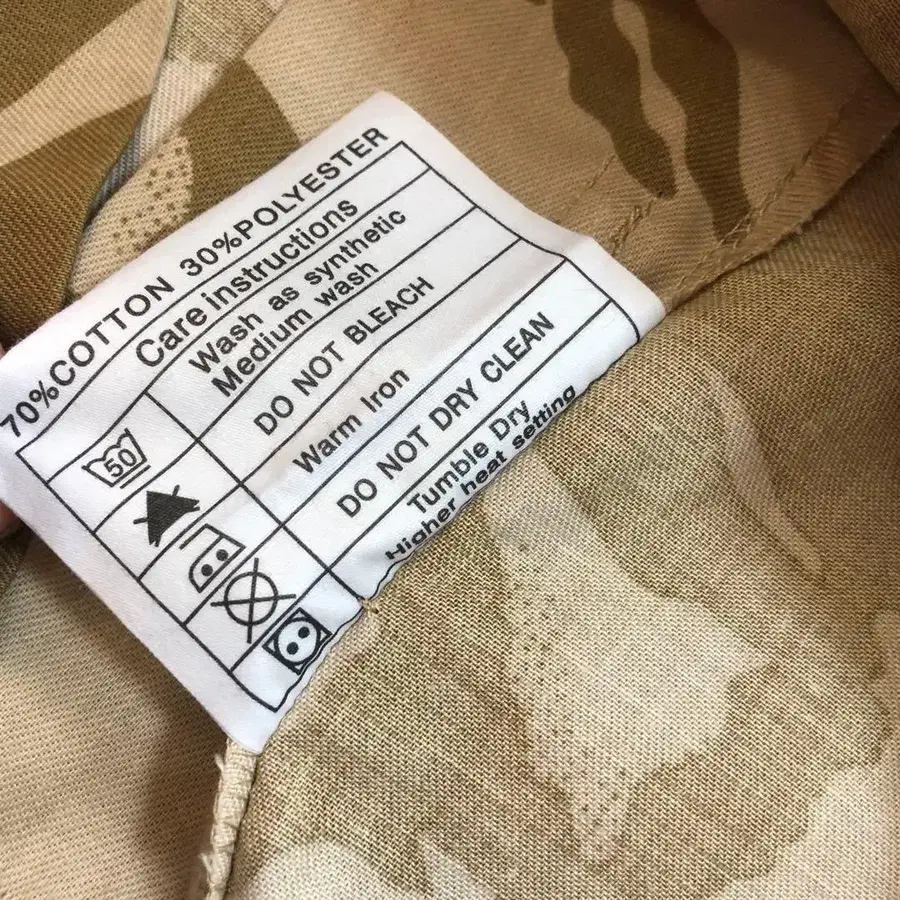 70%COTTON 30%POLYESTER
Care instructions
50
Wash as synthetic
Medium wash
DO NOT BLEACH
Warm Iron
DO NOT DRY CLEAN
Tumble Dry
Higher heat setting